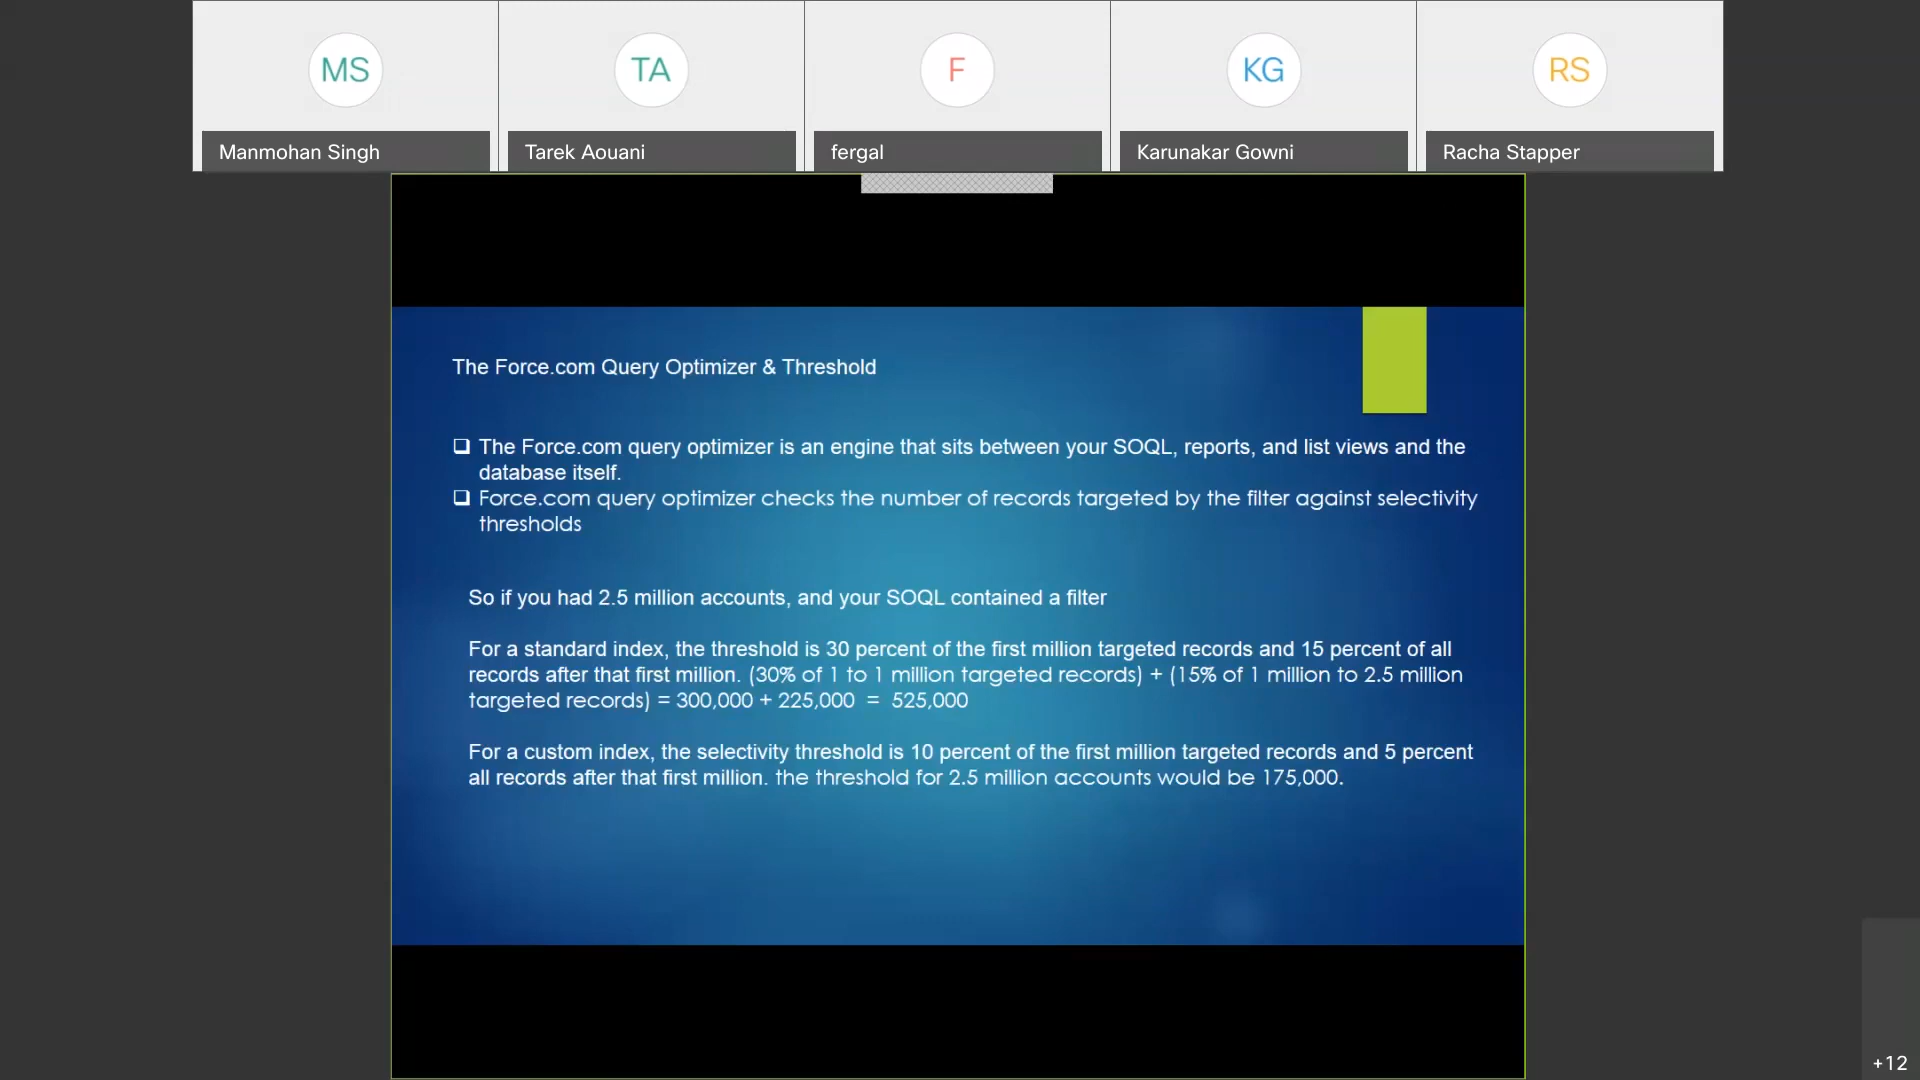 MS
TA
F
KG
RS
Manmohan Singh
Tarek Aouani
fergal
Karunakar Gowni
Racha Stapper
The Force.com Query Optimizer & Threshold
❑ The Force.com query optimizer is an engine that sits between your SOQL, reports, and list views and the
database itself.
❑ Force.com query optimizer checks the number of records targeted by the filter against selectivity
thresholds
So if you had 2.5 million accounts, and your SOQL contained a filter
For a standard index, the threshold is 30 percent of the first million targeted records and 15 percent of all
records after that first million. (30% of 1 to 1 million targeted records) + (15% of 1 million to 2.5 million
targeted records) = 300,000 + 225,000 = 525,000
For a custom index, the selectivity threshold is 10 percent of the first million targeted records and 5 percent
all records after that first million. the threshold for 2.5 million accounts would be 175,000.
+12